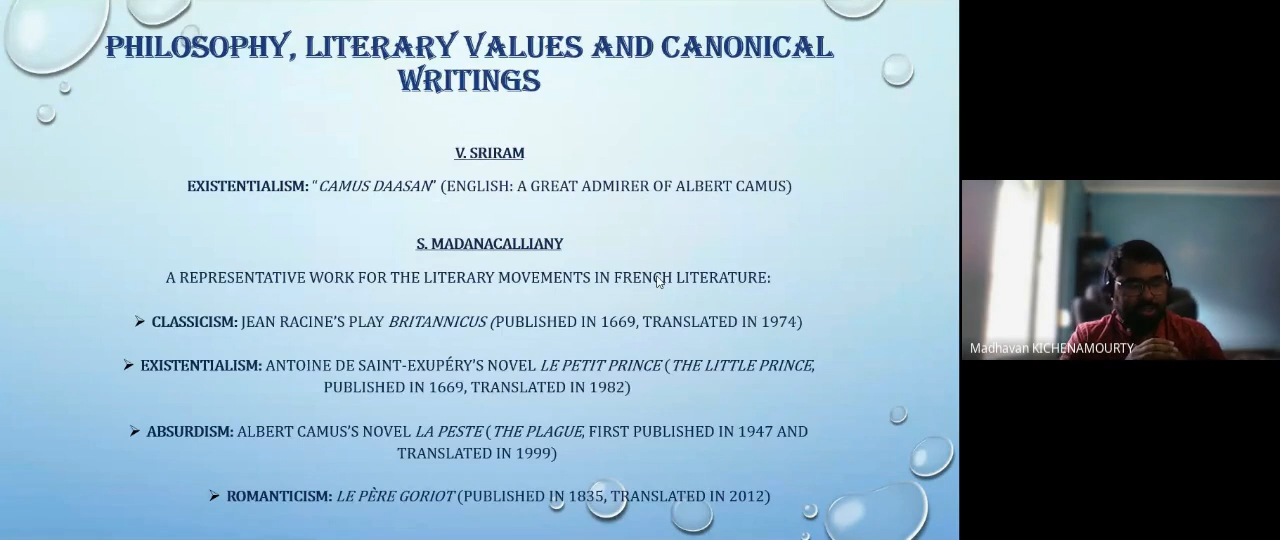 PHILOSOPHY, LITERARY VALUES AND CANONICAL
WRITINGS
V. SRIRAM
EXISTENTIALISM: "CAMUS DAASAN" (ENGLISH: A GREAT ADMIRER OF ALBERT CAMUS)
S. MADANACALLIANY
A REPRESENTATIVE WORK FOR THE LITERARY MOVEMENTS IN FRENCH LITERATURE:
➢ CLASSICISM: JEAN RACINE'S PLAY BRITANNICUS (PUBLISHED IN 1669, TRANSLATED IN 1974)
➢ EXISTENTIALISM: ANTOINE DE SAINT-EXUPÉRY'S NOVEL LE PETIT PRINCE (THE LITTLE PRINCE,
PUBLISHED IN 1669, TRANSLATED IN 1982)
➢ ABSURDISM: ALBERT CAMUS'S NOVEL LA PESTE (THE PLAGUE, FIRST PUBLISHED IN 1947 AND
TRANSLATED IN 1999)
➢ ROMANTICISM: LE PÈRE GORIOT (PUBLISHED IN 1835, TRANSLATED IN 2012)
Madhavan KICHENAMOURTY